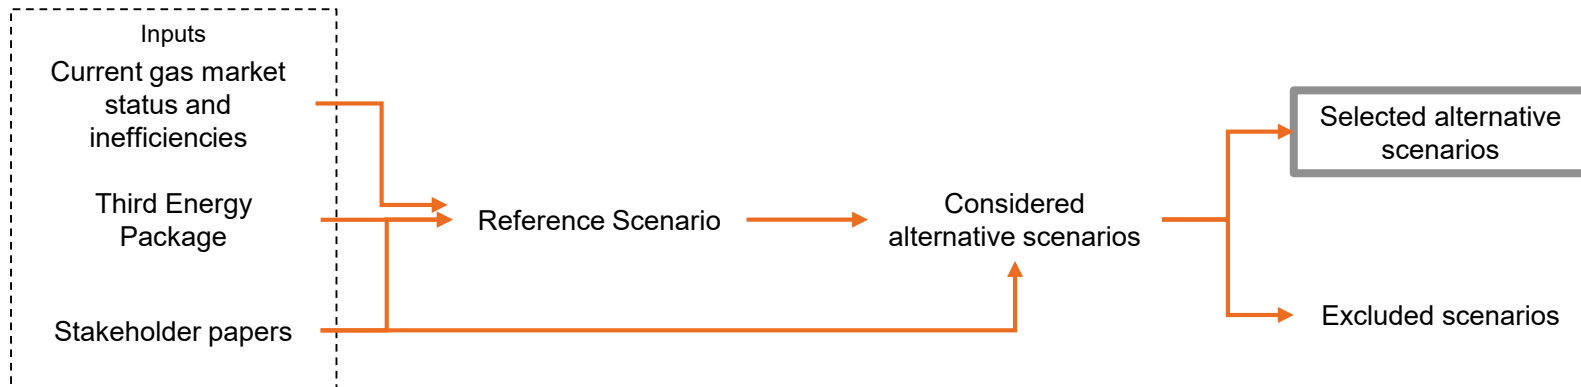 Inputs
Current gas market
status and
inefficiencies
Third Energy
Package
Stakeholder papers
Reference Scenario
Considered
alternative scenarios
Selected alternative
scenarios
Excluded scenarios